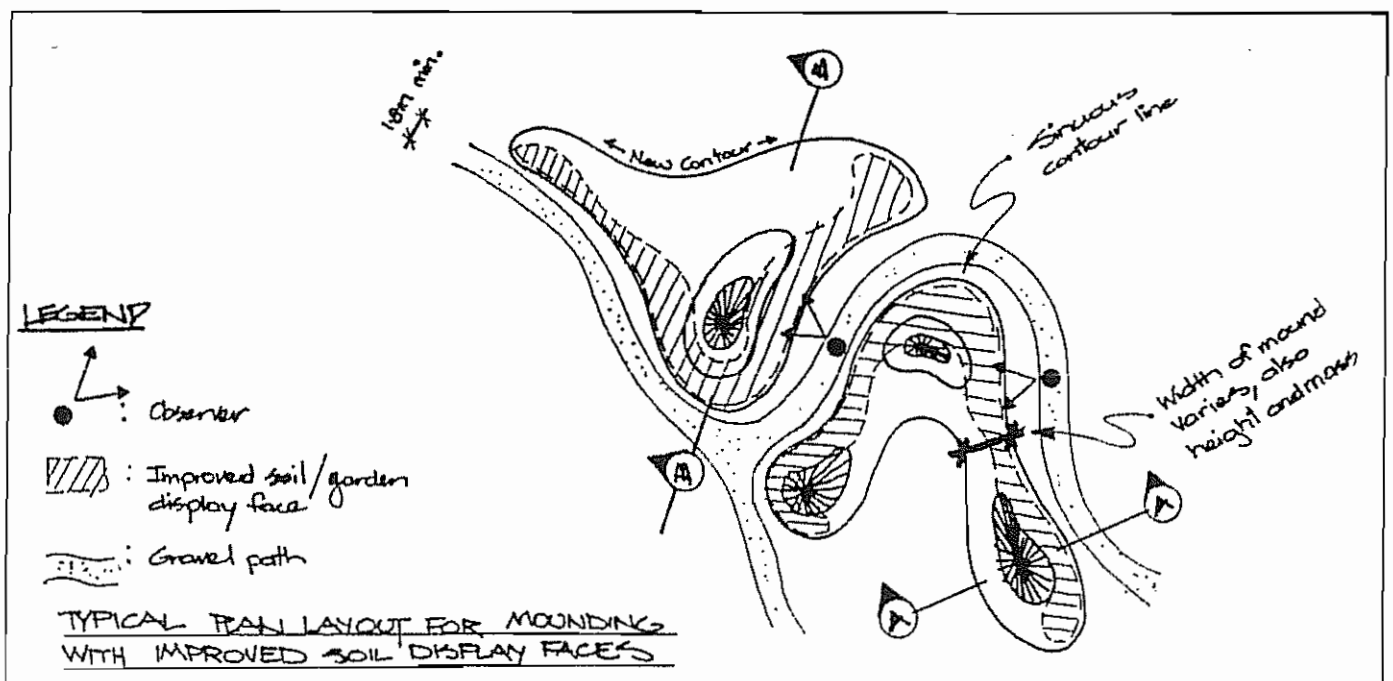 1.8m min.
← New Contour →
Sinuous
contour line
Width of mound
varies, also
height and mass
LEGEND
: Observer
: Improved soil/garden
display face
: Gravel path
TYPICAL PLAN LAYOUT FOR MOUNDING
WITH IMPROVED SOIL DISPLAY FACES
A
A